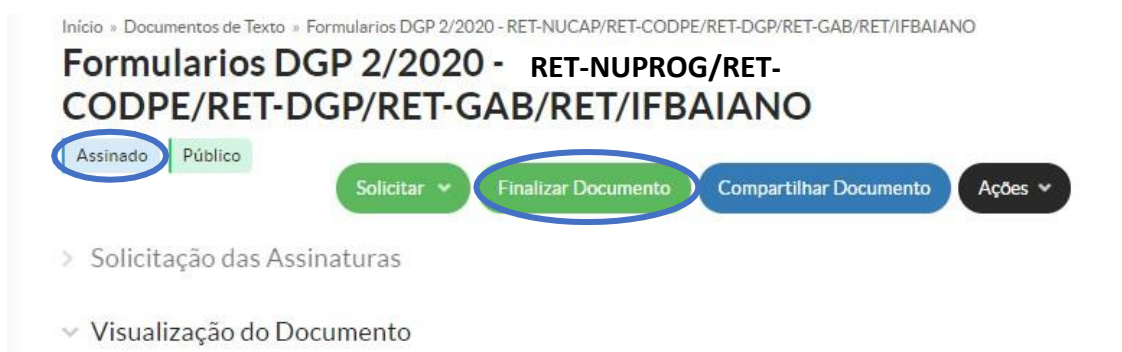 Início » Documentos de Texto » Formularios DGP 2/2020 - RET-NUCAP/RET-CODPE/RET-DGP/RET-GAB/RET/IFBAIANO
Formularios DGP 2/2020 - RET-NUPROG/RET-
CODPE/RET-DGP/RET-GAB/RET/IFBAIANO
Assinado Público
Solicitar Finalizar Documento Compartilhar Documento Ações
Solicitação das Assinaturas
Visualização do Documento